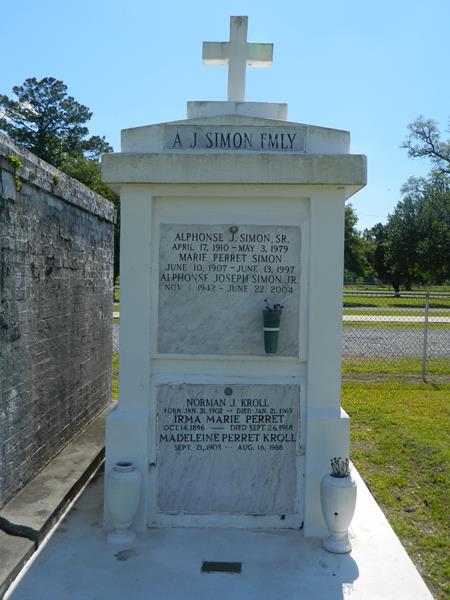 A J SIMON FMLY
ALPHONSE J. SIMON, SR.
APRIL 17, 1910 - MAY 3, 1979
MARIE PERRET SIMON
JUNE 10, 1907 - JUNE 13, 1997
ALPHONSE JOSEPH SIMON, JR.
NOV 1 1942 - JUNE 22, 2004
NORMAN J. KROLL
BORN JAN. 31, 1902 - DIED JAN. 21, 1969
IRMA MARIE PERRET
OCT. 14, 1896 - DIED SEPT. 26, 1968
MADELEINE PERRET KROLL
SEPT. 21, 1903 - AUG. 16, 1988